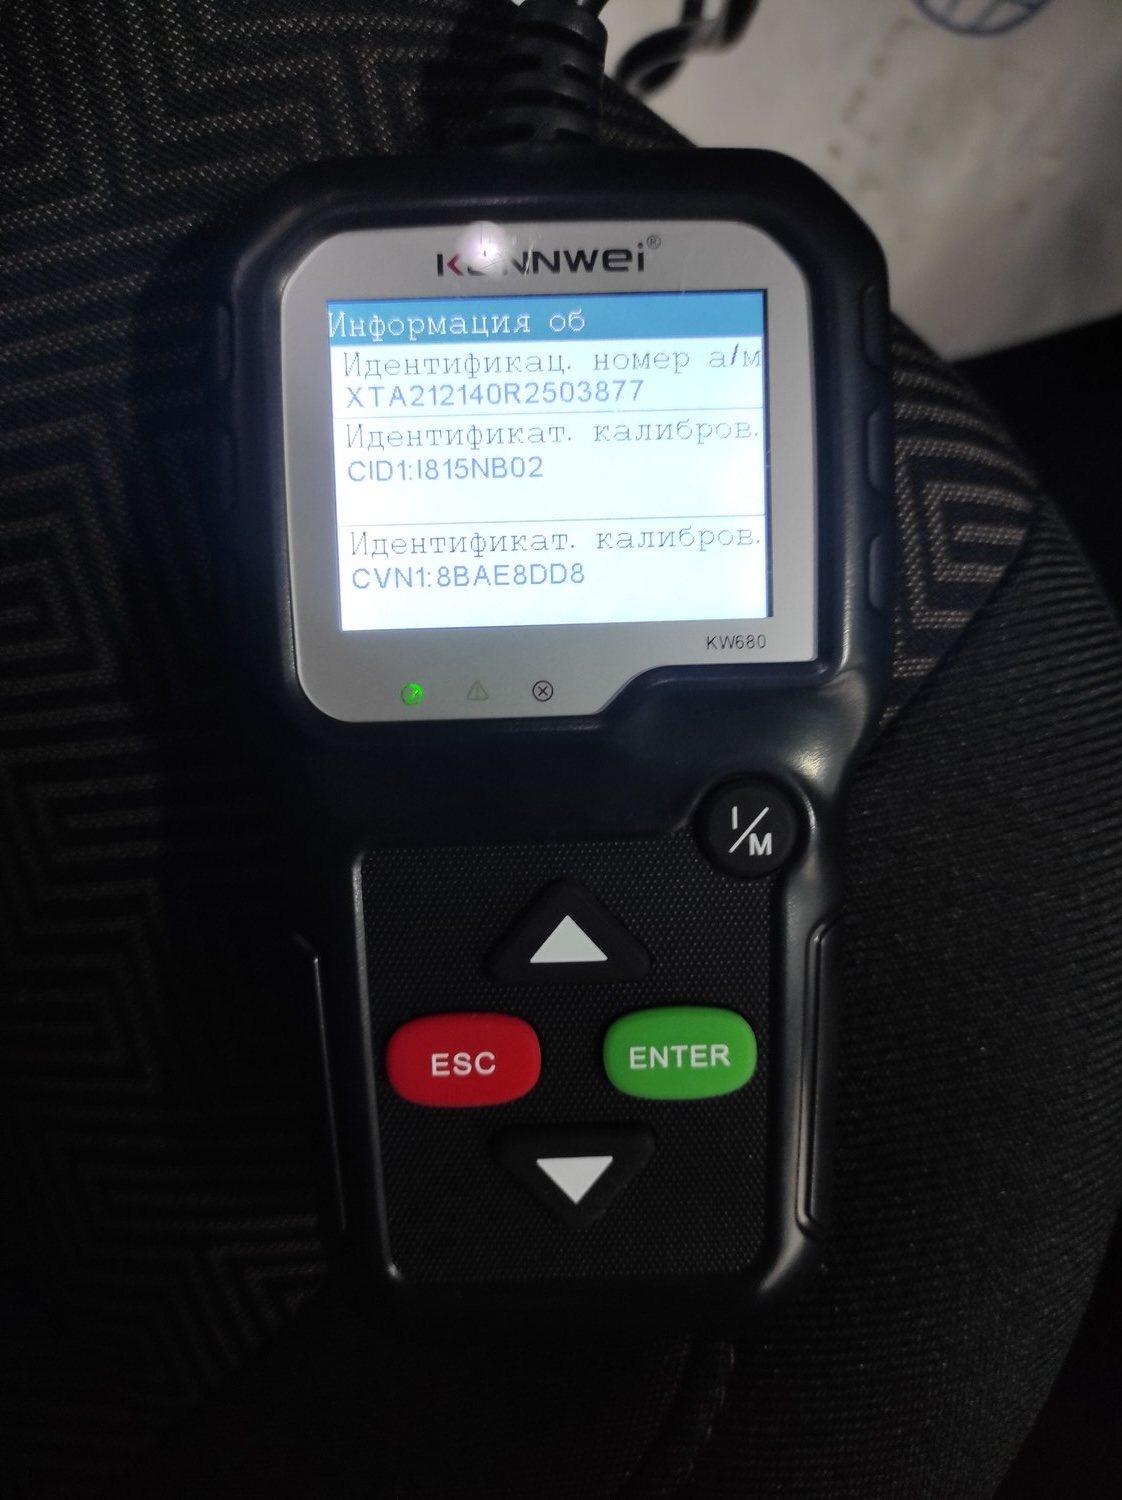 KONNWEI®
Информация об
Идентификац. номер а/м
XTA212140R2503877
Идентификат. калибров.
CID1:I815NB02
Идентификат. калибров.
CVN1:8BAE8DD8
KW680
I/M
ESC
ENTER